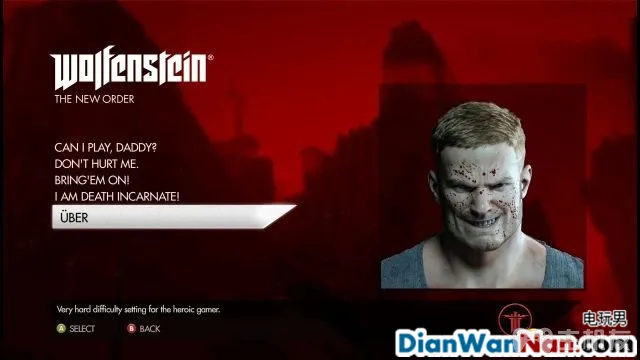 Wolfenstein®
THE NEW ORDER
CAN I PLAY, DADDY?
DON'T HURT ME.
BRING'EM ON!
I AM DEATH INCARNATE!
ÜBER
Very hard difficulty setting for the heroic gamer.
A SELECT
B BACK
电玩男
DianWanNan.com